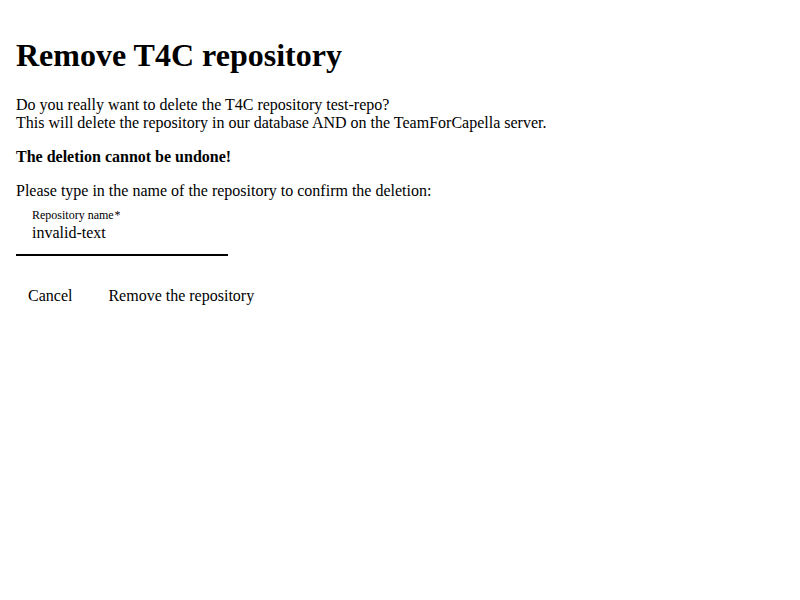 Remove T4C repository
Do you really want to delete the T4C repository test-repo?
This will delete the repository in our database AND on the TeamForCapella server.
The deletion cannot be undone!
Please type in the name of the repository to confirm the deletion:
Repository name*
invalid-text
Cancel Remove the repository